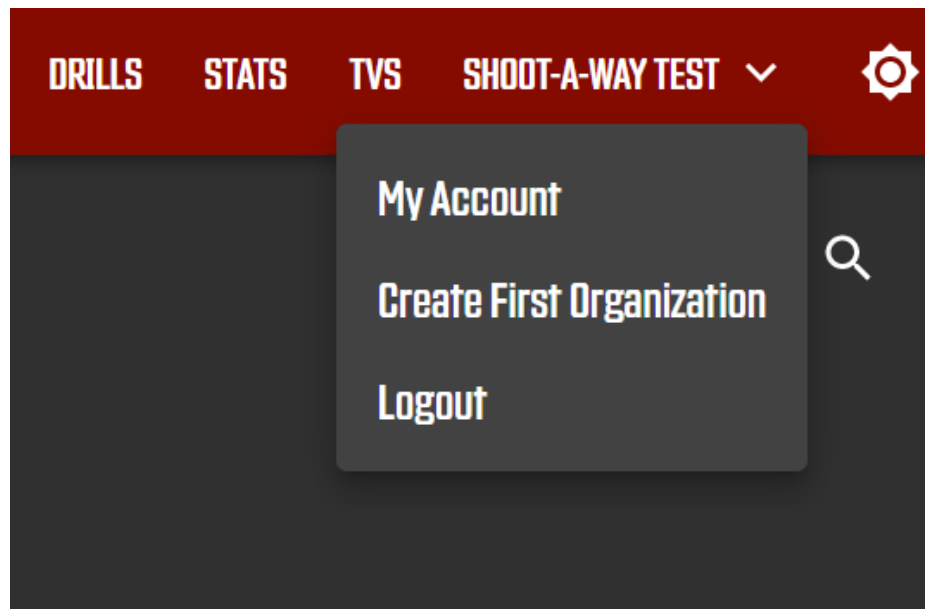 DRILLS STATS TVS SHOOT-A-WAY TEST
My Account
Create First Organization
Logout